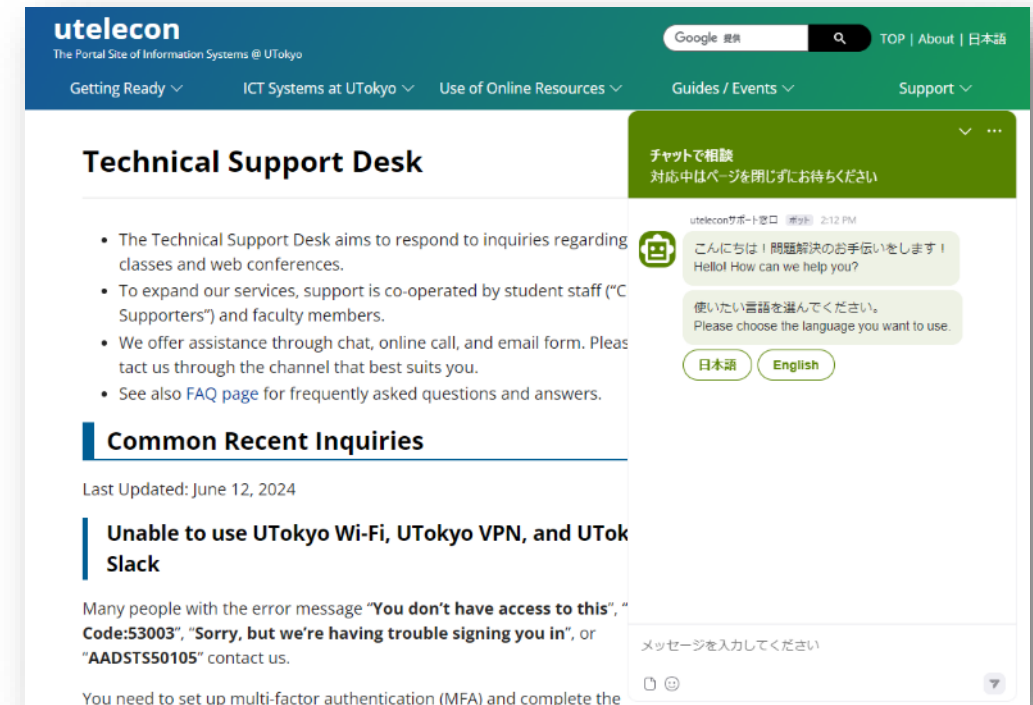 utelecon
The Portal Site of Information Systems @ UTokyo
Google 提供
TOP | About | 日本語
Getting Ready
ICT Systems at UTokyo
Use of Online Resources
Guides / Events
Support
Technical Support Desk
• The Technical Support Desk aims to respond to inquiries regarding
classes and web conferences.
• To expand our services, support is co-operated by student staff (“C
Supporters”) and faculty members.
• We offer assistance through chat, online call, and email form. Pleas
tact us through the channel that best suits you.
• See also FAQ page for frequently asked questions and answers.
Common Recent Inquiries
Last Updated: June 12, 2024
Unable to use UTokyo Wi-Fi, UTokyo VPN, and UTok
Slack
Many people with the error message “You don’t have access to this”, “
Code:53003”, “Sorry, but we’re having trouble signing you in”, or
“AADSTS50105” contact us.
You need to set up multi-factor authentication (MFA) and complete the
チャットで相談
対応中はページを閉じずにお待ちください
uteleconサポート窓口 ボット 2:12 PM
こんにちは！問題解決のお手伝いをします！
Hello! How can we help you?
使いたい言語を選んでください。
Please choose the language you want to use.
日本語
English
メッセージを入力してください